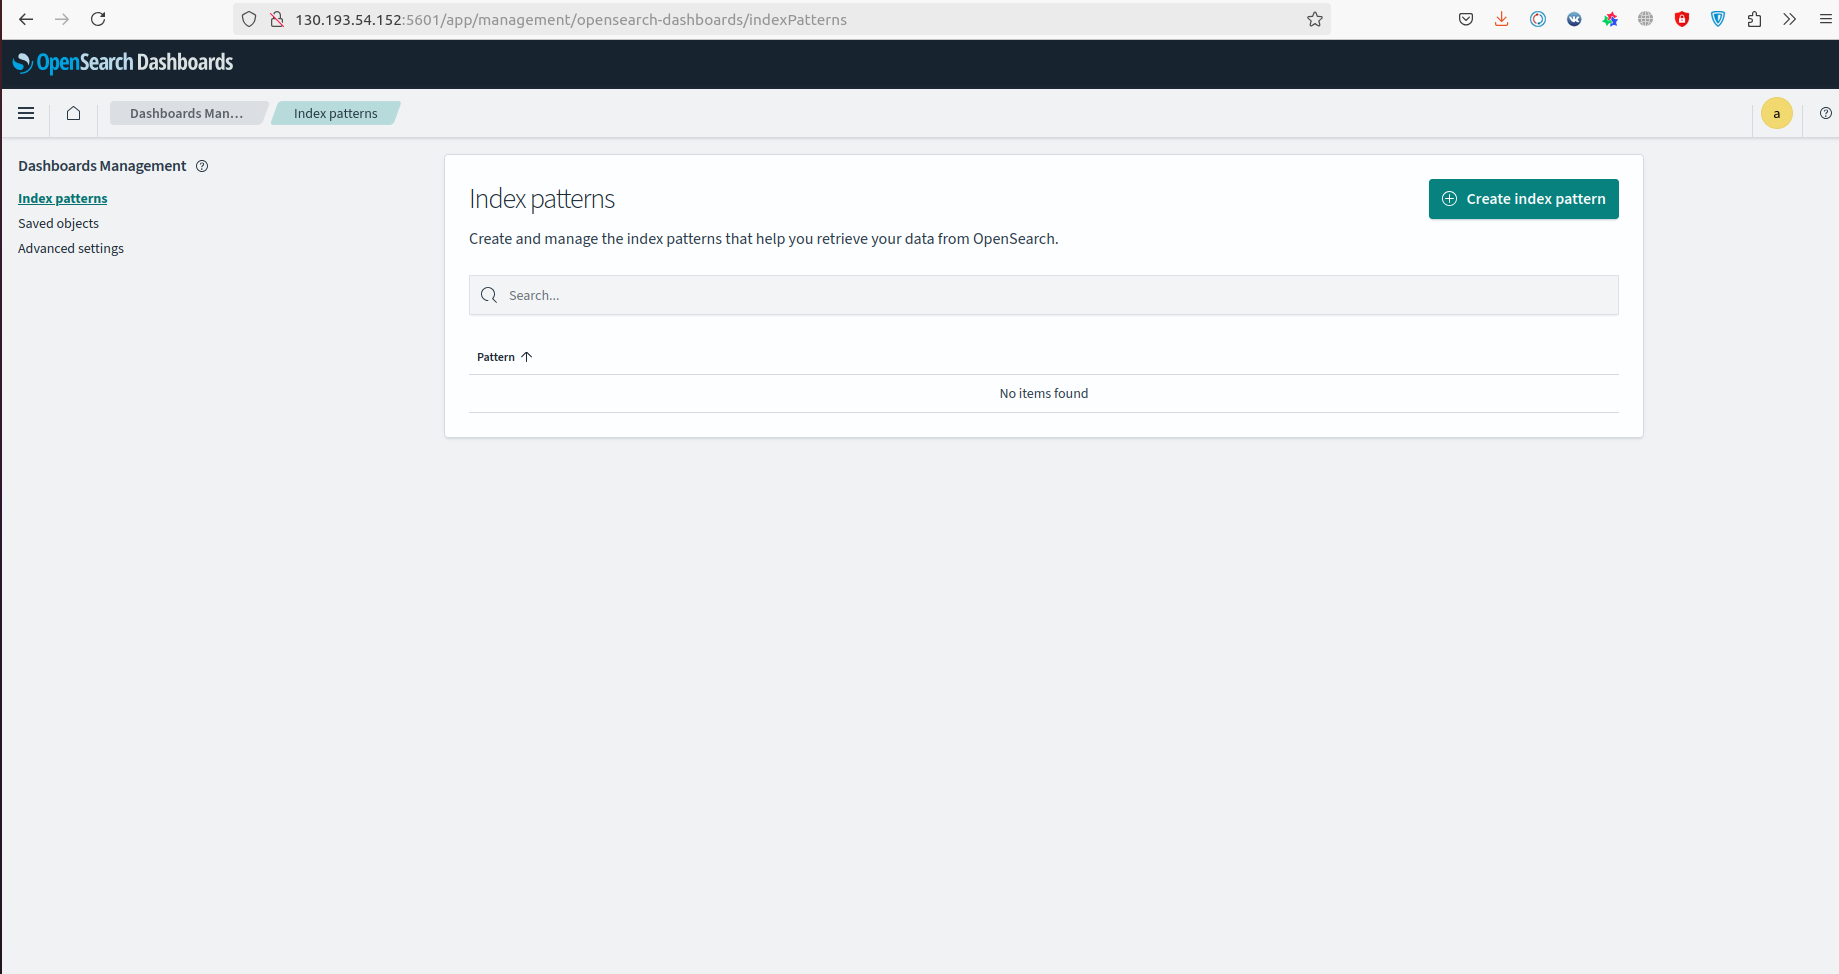 130.193.54.152:5601/app/management/opensearch-dashboards/indexPatterns
OpenSearch Dashboards
Dashboards Man... Index patterns a
Dashboards Management
Index patterns
Saved objects
Advanced settings
Index patterns
Create index pattern
Create and manage the index patterns that help you retrieve your data from OpenSearch.
Search...
Pattern
No items found